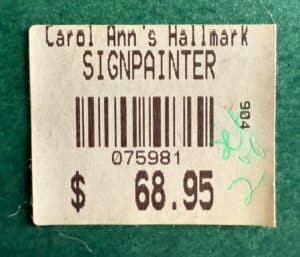 Carol Ann's Hallmark
SIGNPAINTER
075981
904
$ 68.95